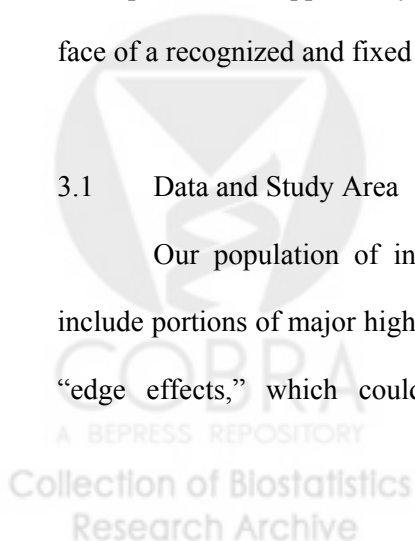 face of a recognized and fixed
3.1 Data and Study Area
Our population of in
include portions of major high
“edge effects,” which could
COBRA
A BEPRESS REPOSITORY
Collection of Biostatistics
Research Archive